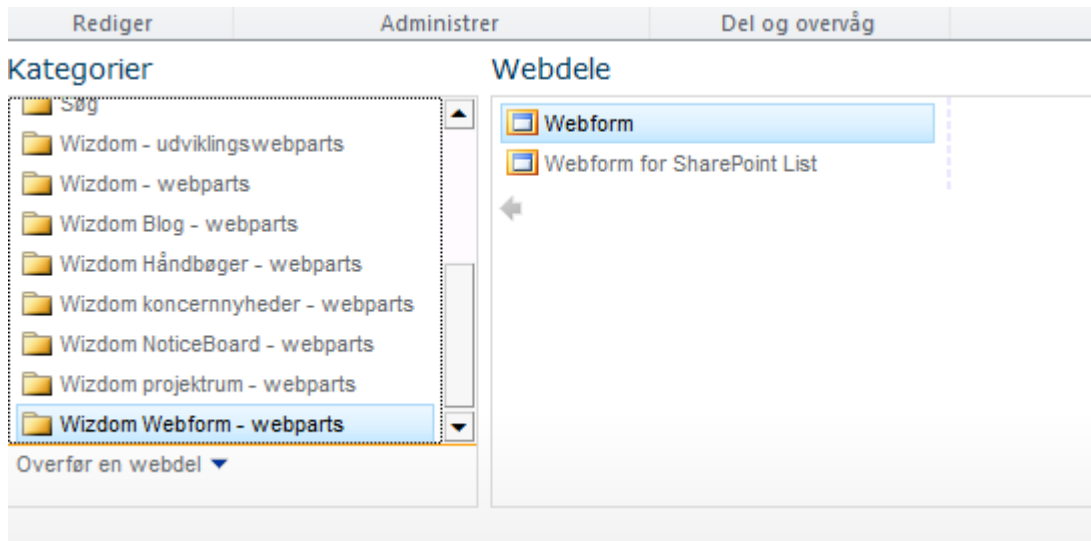 Rediger
Administrer
Del og overvåg
Kategorier
Søg
Wizdom - udviklingswebparts
Wizdom - webparts
Wizdom Blog - webparts
Wizdom Håndbøger - webparts
Wizdom koncernnyheder - webparts
Wizdom NoticeBoard - webparts
Wizdom projektrum - webparts
Wizdom Webform - webparts
Overfør en webdel
Webdele
Webform
Webform for SharePoint List